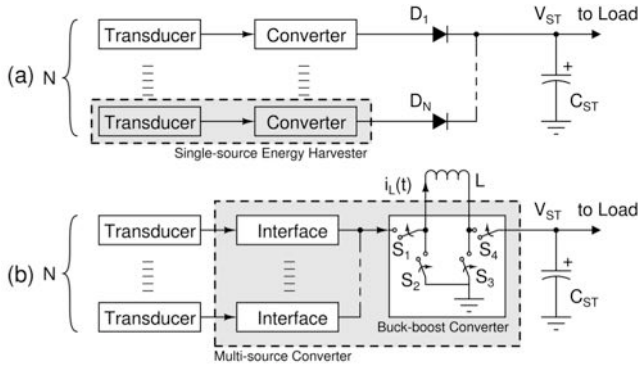 (a) N
Transducer Converter D1 VST to Load
+
CST
Transducer Converter DN
Single-source Energy Harvester
(b) N
iL(t) L
Transducer Interface S1 S4 VST to Load
+
S2 S3 CST
Transducer Interface
Buck-boost Converter
Multi-source Converter